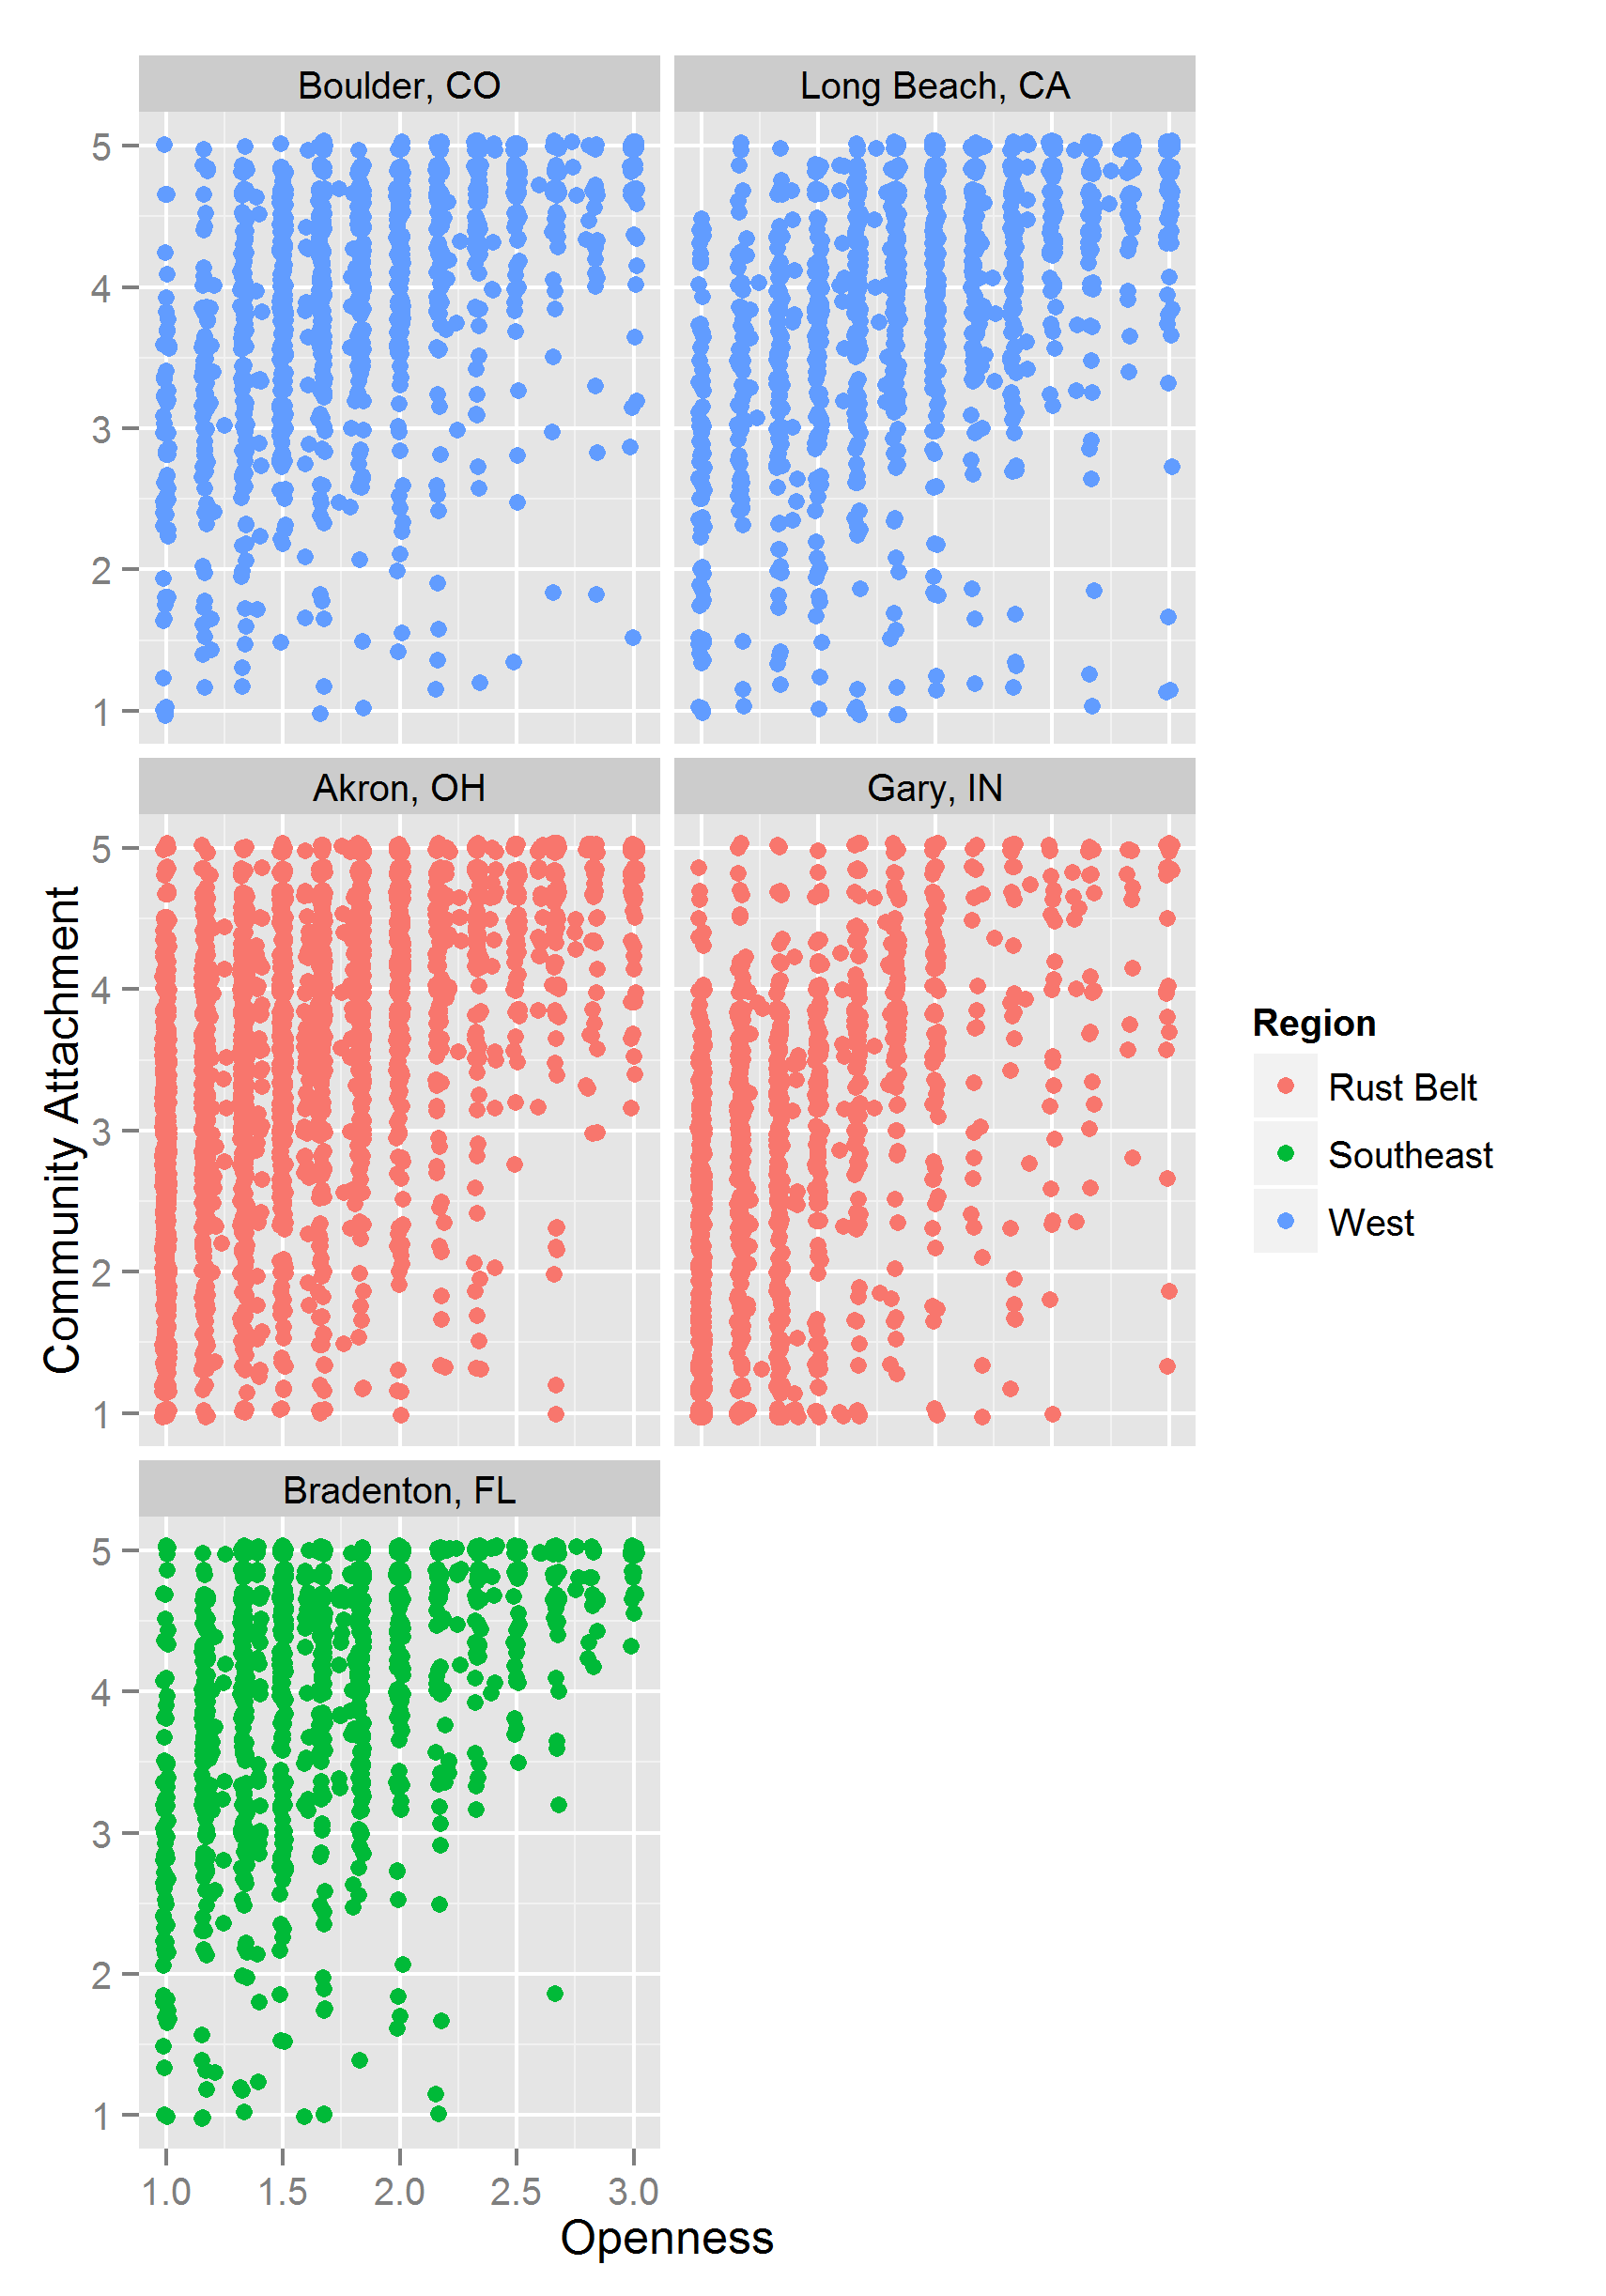 Boulder, CO
Long Beach, CA
5
4
3
2
1
Akron, OH
Gary, IN
5
4
3
2
1
Community Attachment
Region
Rust Belt
Southeast
West
Bradenton, FL
5
4
3
2
1
1.0 1.5 2.0 2.5 3.0
Openness